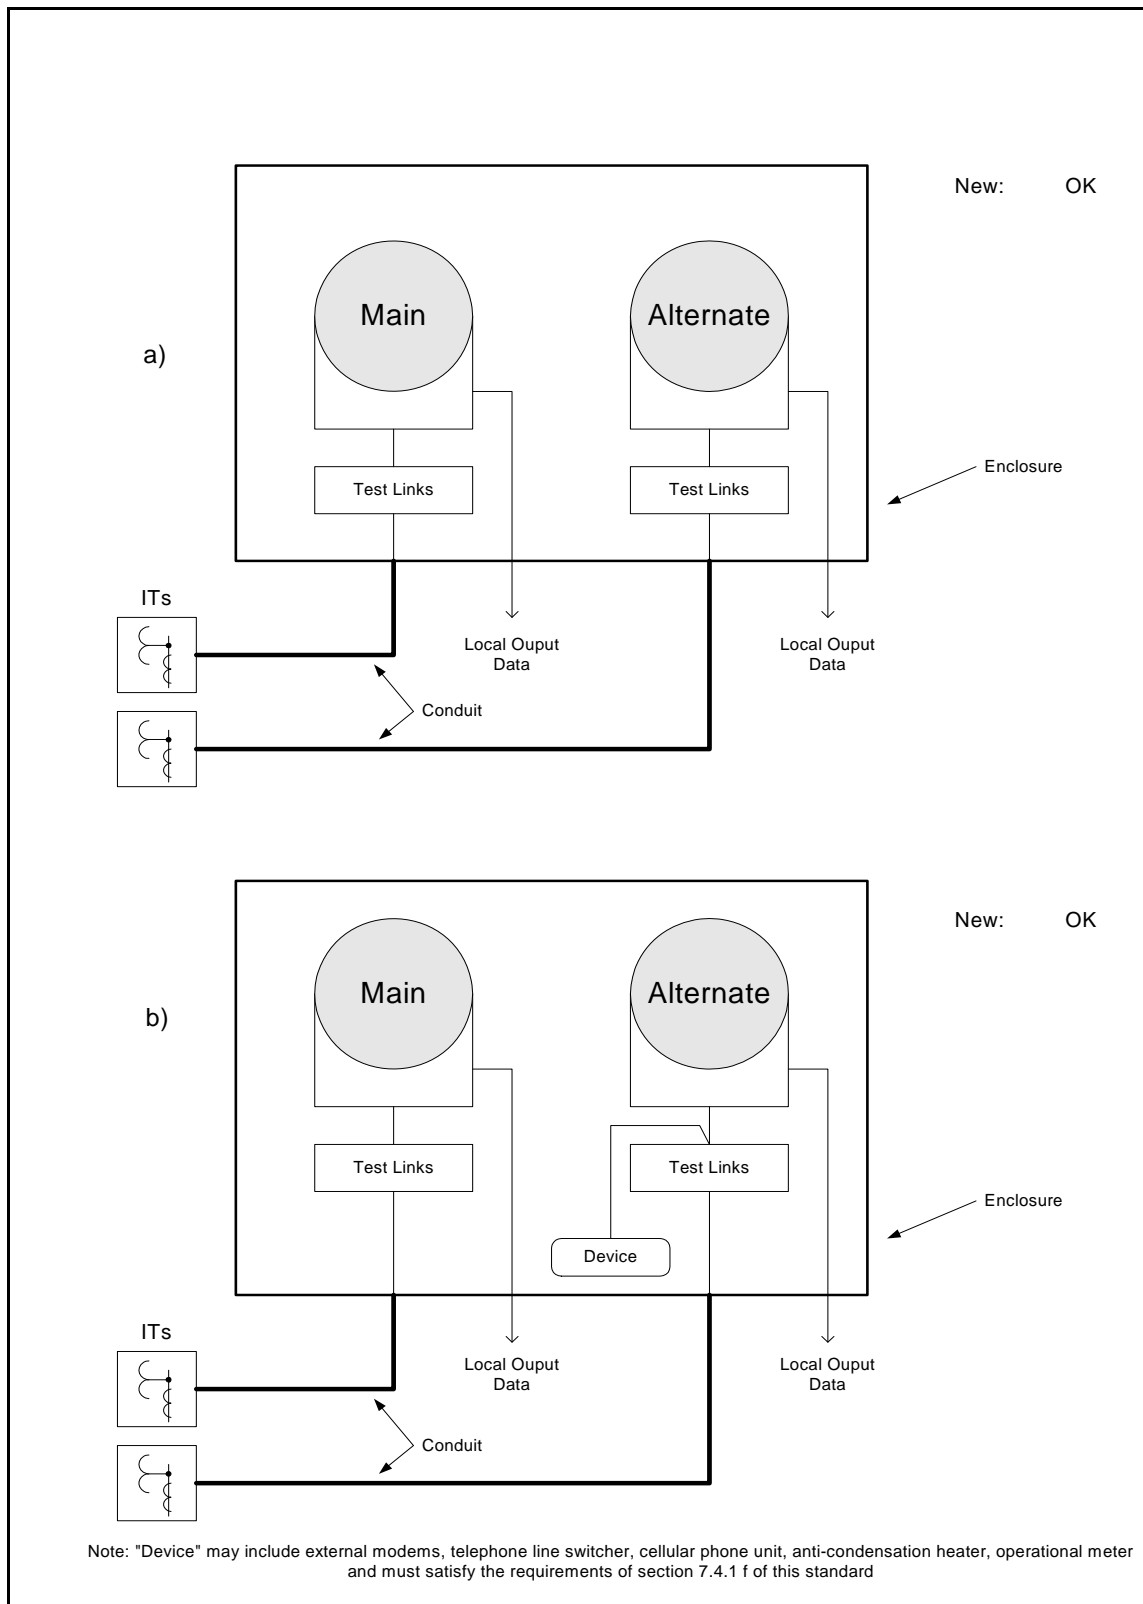 New: OK
Main
Alternate
a)
Test Links
Test Links
Enclosure
ITs
Local Ouput
Data
Local Ouput
Data
Conduit
New: OK
Main
Alternate
b)
Test Links
Test Links
Enclosure
Device
ITs
Local Ouput
Data
Local Ouput
Data
Conduit
Note: "Device" may include external modems, telephone line switcher, cellular phone unit, anti-condensation heater, operational meter
and must satisfy the requirements of section 7.4.1 f of this standard